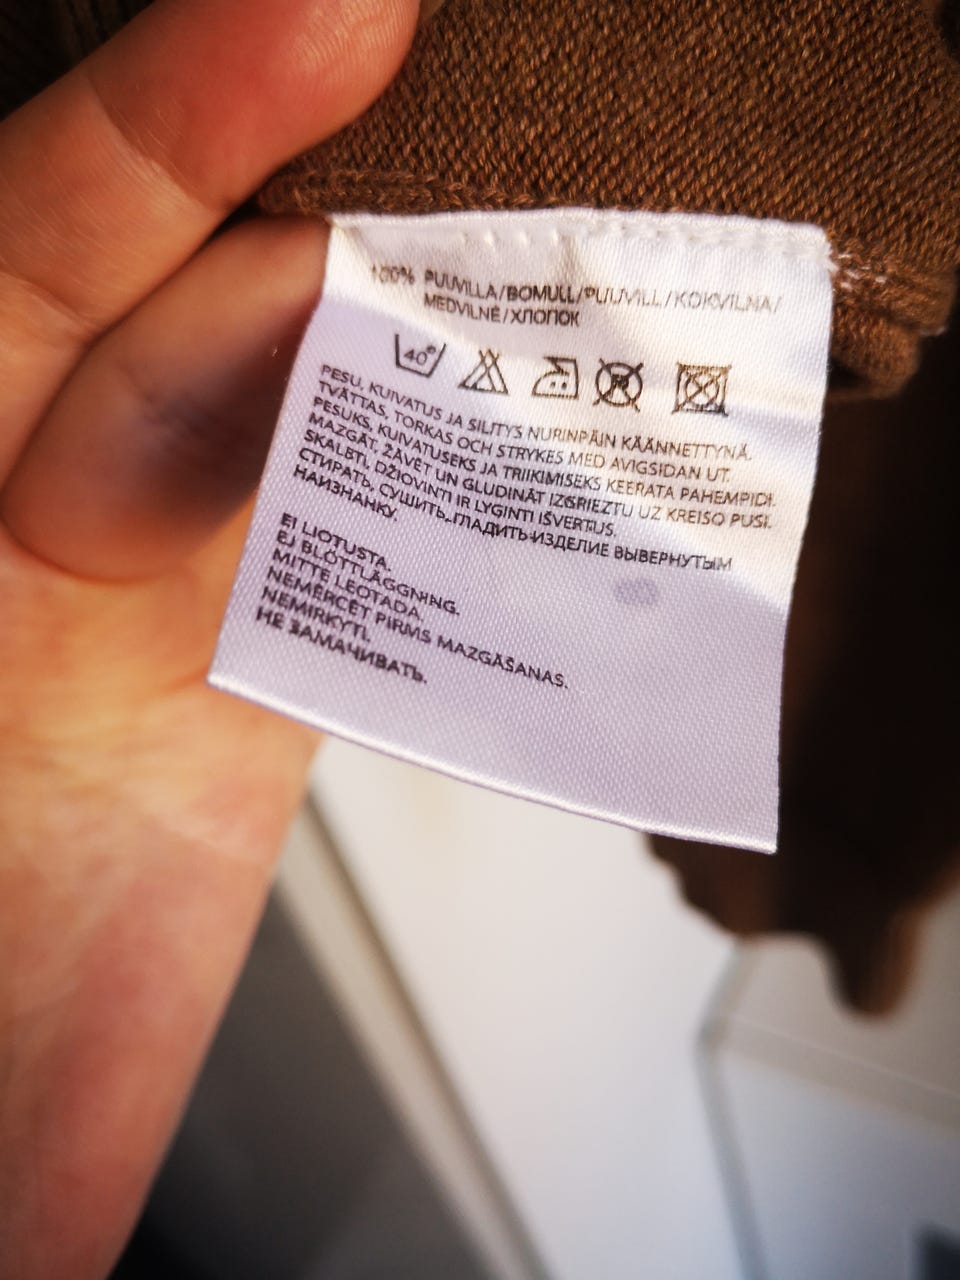 100% PUUVILLA/BOMULL/PUUVILL/KOKVILNA/
MEDVILNĖ/ХЛОПОК
40°
PESU, KUIVATUS JA SILITYS NURINPÄIN KÄÄNNETTYNÄ.
TVÄTTAS, TORKAS OCH STRYKES MED AVIGSIDAN UT.
PESUKS, KUIVATUSEKS JA TRIIKIMISEKS KEERATA PAHEMPIDI.
MAZGĀT, ŽĀVĒT UN GLUDINĀT IZGRIEZTU UZ KREISO PUSI.
SKALBTI, DŽIOVINTI IR LYGINTI IŠVERTUS.
СТИРАТЬ, СУШИТЬ, ГЛАДИТЬ ИЗДЕЛИЕ ВЫВЕРНУТЫМ
НАИЗНАНКУ.
EI LIOTUSTA.
EJ BLÖTLÄGGNING.
MITTE LEOTADA.
NEMĒRCĒT PIRMS MAZGĀŠANAS.
NEMIRKYTI.
НЕ ЗАМАЧИВАТЬ.